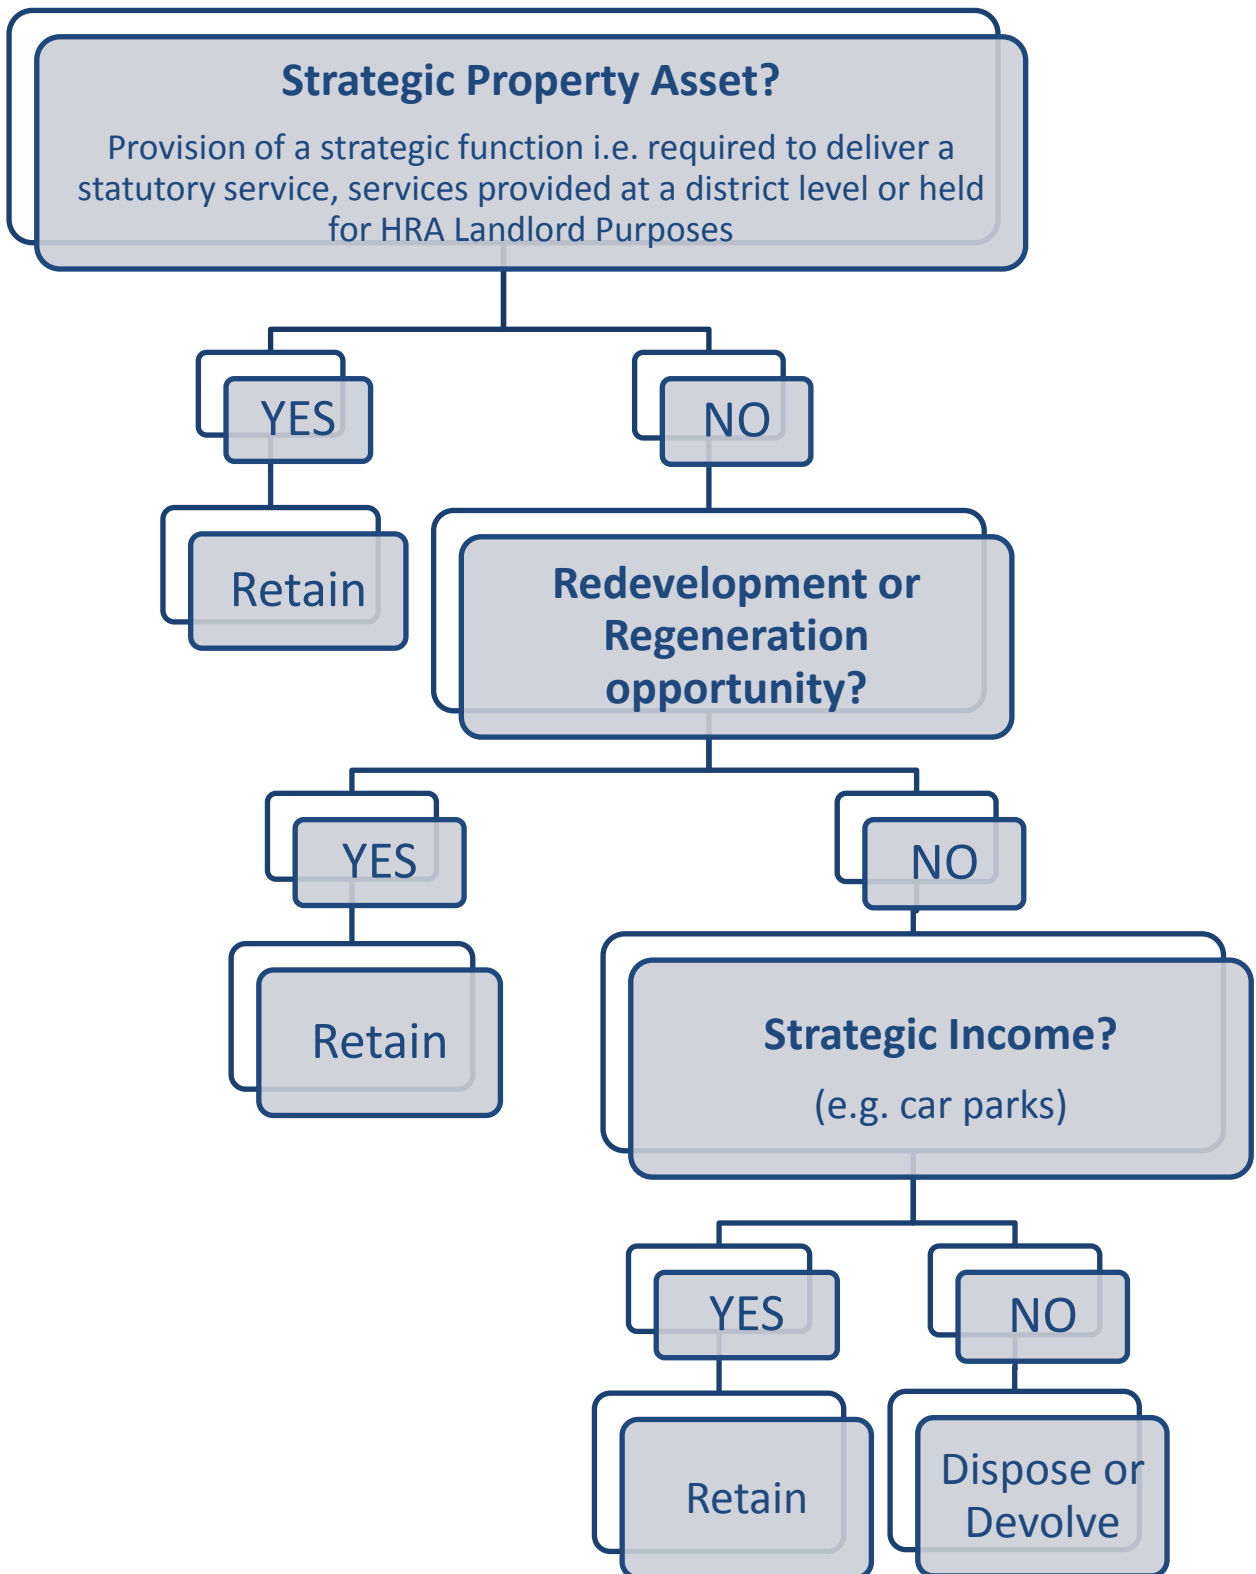 Strategic Property Asset?
Provision of a strategic function i.e. required to deliver a
statutory service, services provided at a district level or held
for HRA Landlord Purposes
YES
NO
Retain
Redevelopment or
Regeneration
opportunity?
YES
NO
Retain
Strategic Income?
(e.g. car parks)
YES
NO
Retain
Dispose or
Devolve